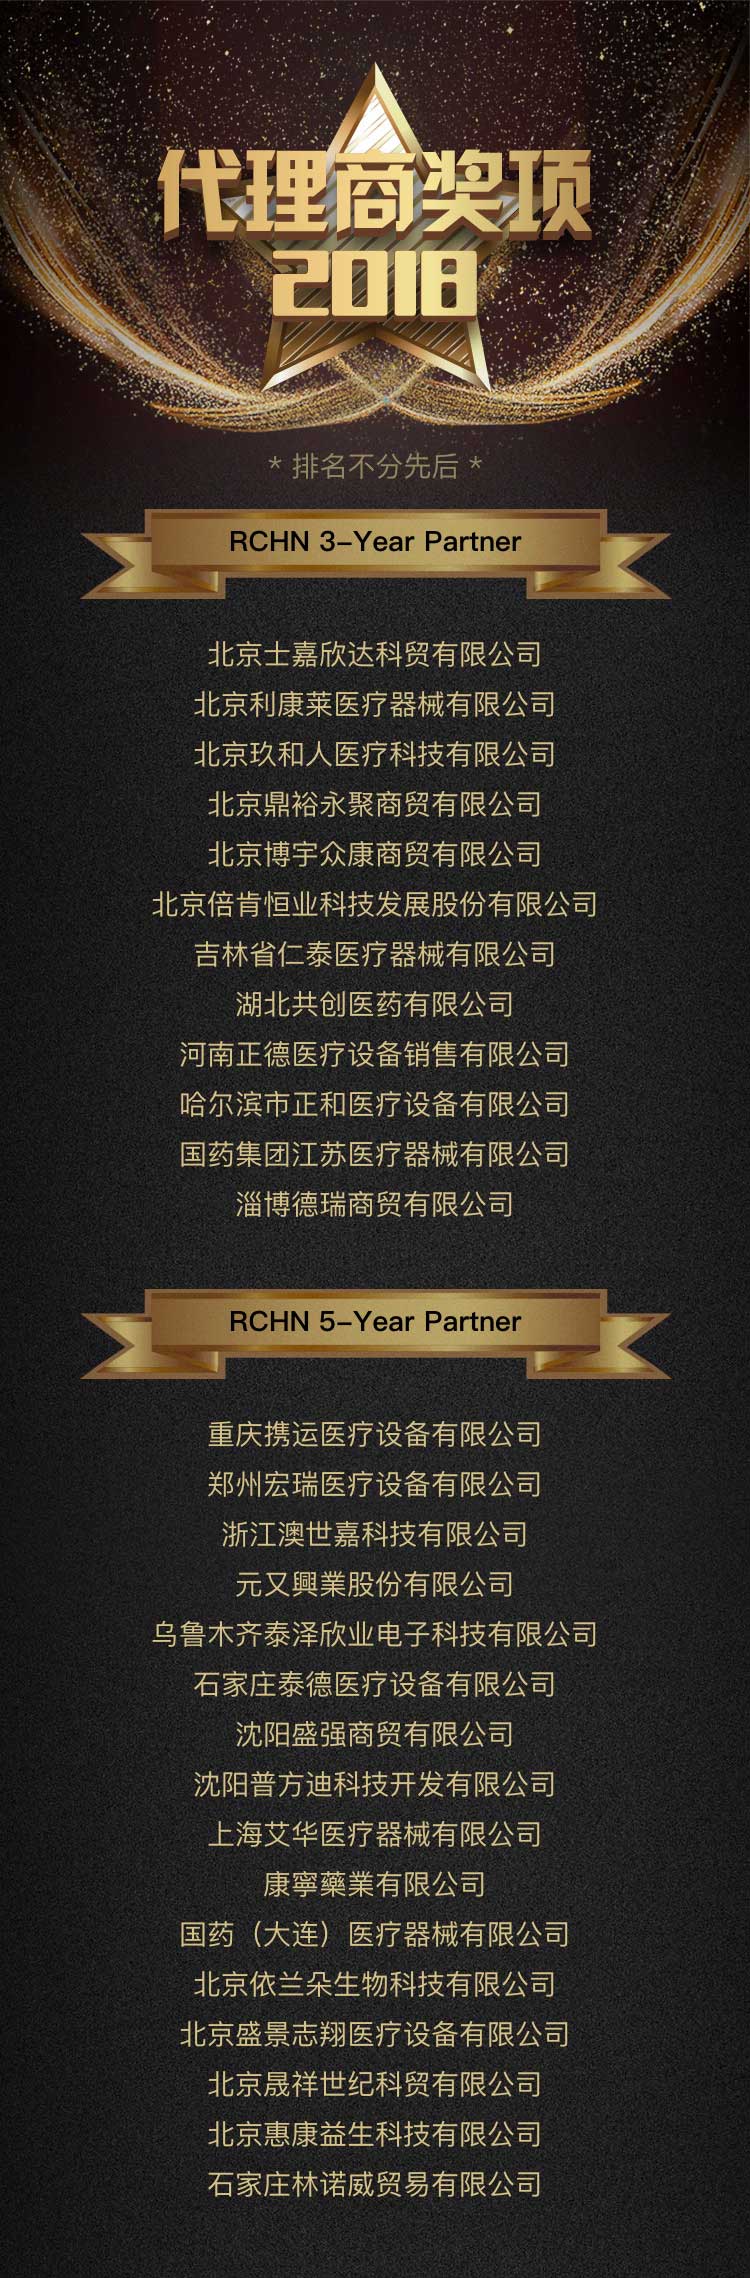 代理商奖项
2018
* 排名不分先后 *
RCHN 3-Year Partner
北京士嘉欣达科贸有限公司
北京利康莱医疗器械有限公司
北京玖和人医疗科技有限公司
北京鼎裕永聚商贸有限公司
北京博宇众康商贸有限公司
北京倍肯恒业科技发展股份有限公司
吉林省仁泰医疗器械有限公司
湖北共创医药有限公司
河南正德医疗设备销售有限公司
哈尔滨市正和医疗设备有限公司
国药集团江苏医疗器械有限公司
淄博德瑞商贸有限公司
RCHN 5-Year Partner
重庆携运医疗设备有限公司
郑州宏瑞医疗设备有限公司
浙江澳世嘉科技有限公司
元又興業股份有限公司
乌鲁木齐泰泽欣业电子科技有限公司
石家庄泰德医疗设备有限公司
沈阳盛强商贸有限公司
沈阳普方迪科技开发有限公司
上海艾华医疗器械有限公司
康寧藥業有限公司
国药（大连）医疗器械有限公司
北京依兰朵生物科技有限公司
北京盛景志翔医疗设备有限公司
北京晟祥世纪科贸有限公司
北京惠康益生科技有限公司
石家庄林诺威贸易有限公司